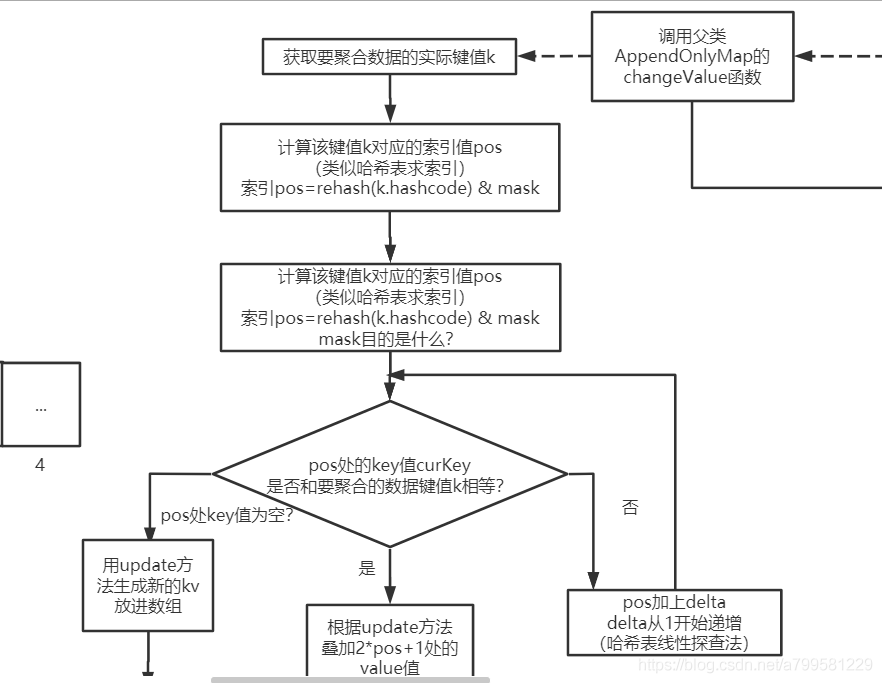 调用父类
AppendOnlyMap的
changeValue函数
获取要聚合数据的实际键值k
计算该键值k对应的索引值pos
（类似哈希表求索引）
索引pos=rehash(k.hashcode) & mask
计算该键值k对应的索引值pos
（类似哈希表求索引）
索引pos=rehash(k.hashcode) & mask
mask目的是什么？
...
4
pos处的key值curKey
是否和要聚合的数据键值k相等？
pos处key值为空？
否
是
用update方
法生成新的kv
放进数组
根据update方法
叠加2*pos+1处的
value值
pos加上delta
delta从1开始递增
（哈希表线性探查法）
https://blog.csdn.net/a799581229